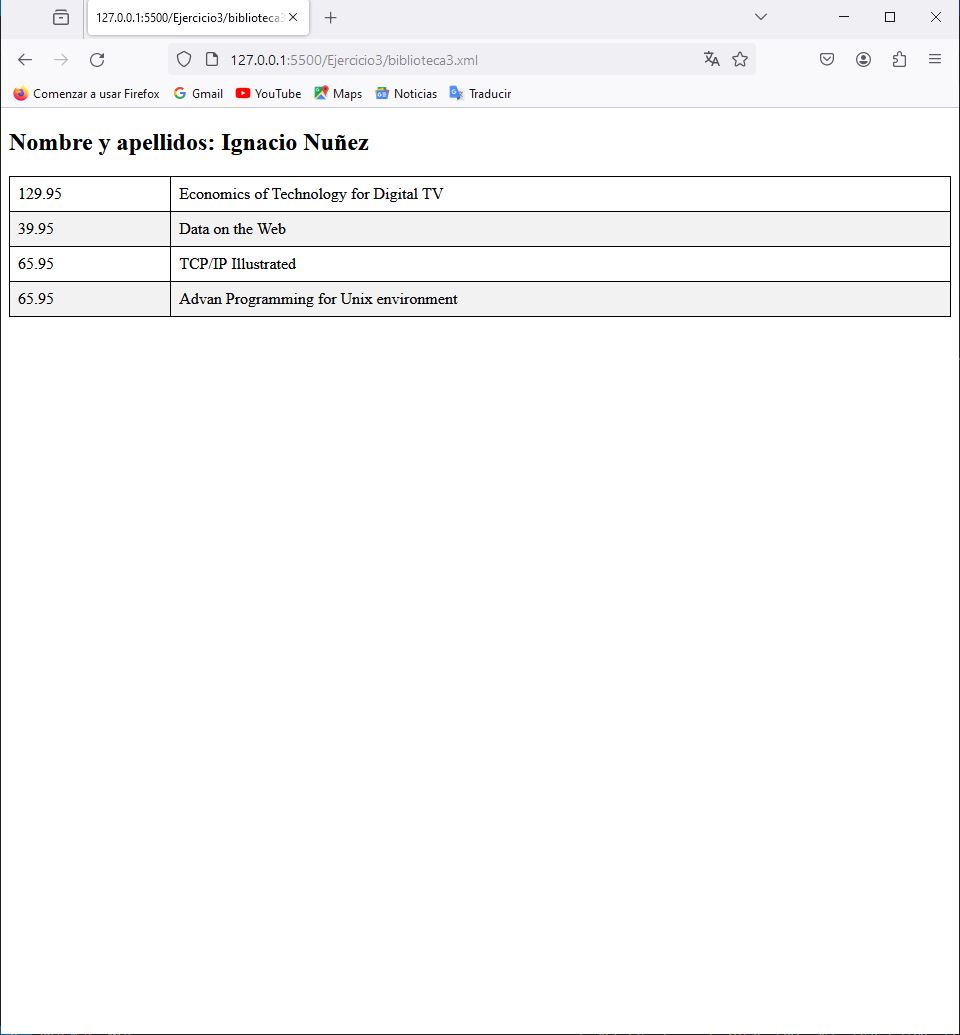 127.0.0.1:5500/Ejercicio3/biblioteca3
127.0.0.1:5500/Ejercicio3/biblioteca3.xml
Comenzar a usar Firefox Gmail YouTube Maps Noticias Traducir
Nombre y apellidos: Ignacio Nuñez
129.95 Economics of Technology for Digital TV
39.95 Data on the Web
65.95 TCP/IP Illustrated
65.95 Advan Programming for Unix environment